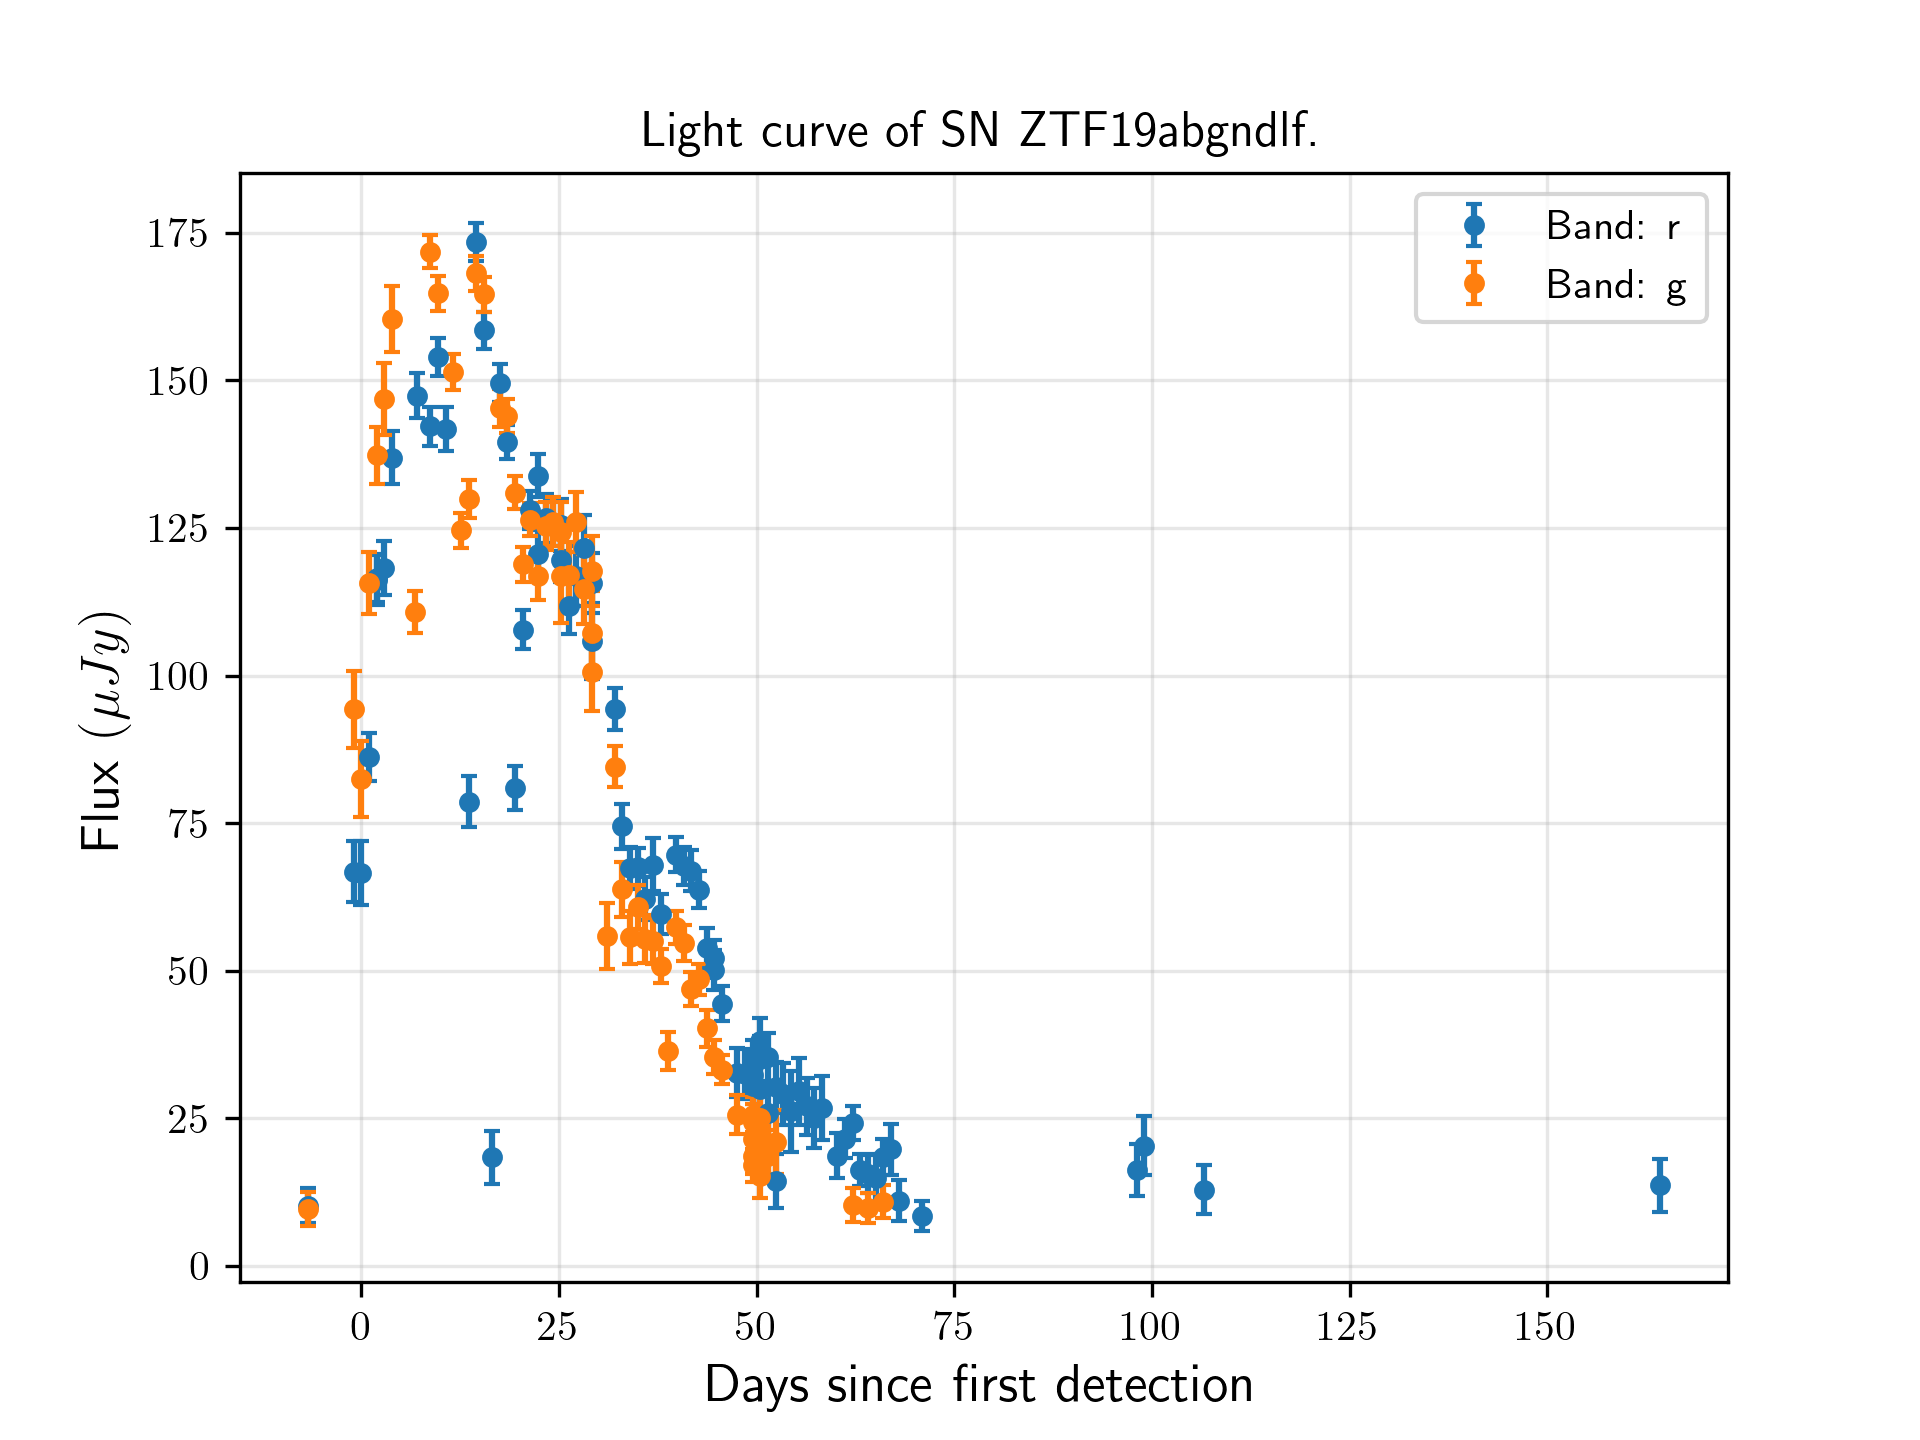 Light curve of SN ZTF19abgndlf.
Band: r
Band: g
175
150
125
100
75
50
25
0
Flux (μJy)
0 25 50 75 100 125 150
Days since first detection